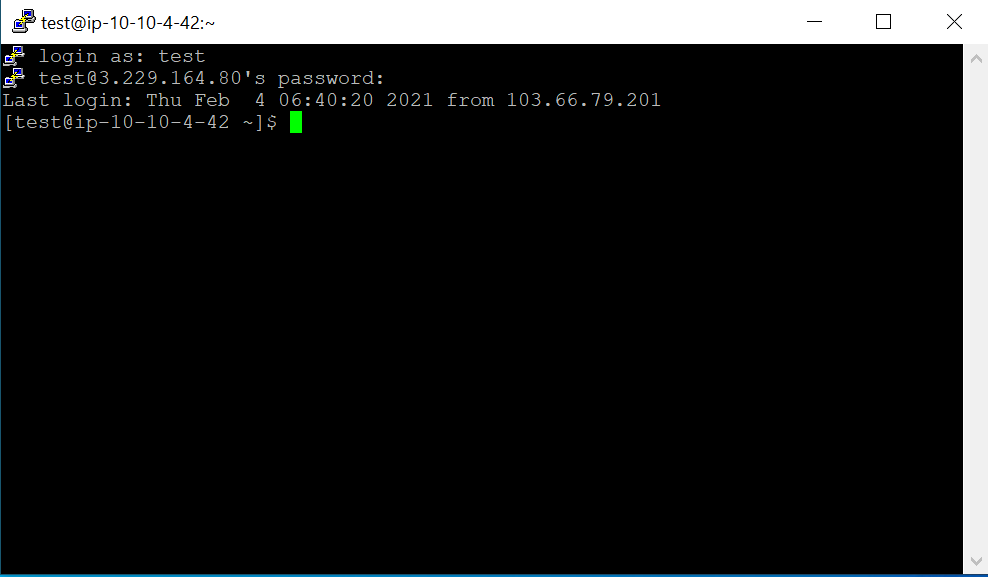 test@ip-10-10-4-42:~
login as: test
test@3.229.164.80's password:
Last login: Thu Feb  4 06:40:20 2021 from 103.66.79.201
[test@ip-10-10-4-42 ~]$